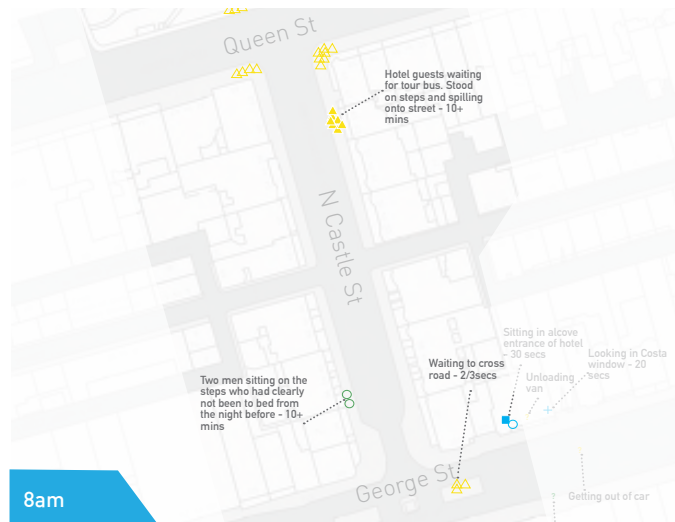 Queen St
Hotel guests waiting
for tour bus. Stood
on steps and spilling
onto street - 10+
mins
N Castle St
Sitting in alcove
entrance of hotel
- 30 secs
Looking in Costa
window - 20
secs
Waiting to cross
road - 2/3secs
Unloading
van
Two men sitting on the
steps who had clearly
not been to bed from
the night before - 10+
mins
George St
Getting out of car
8am